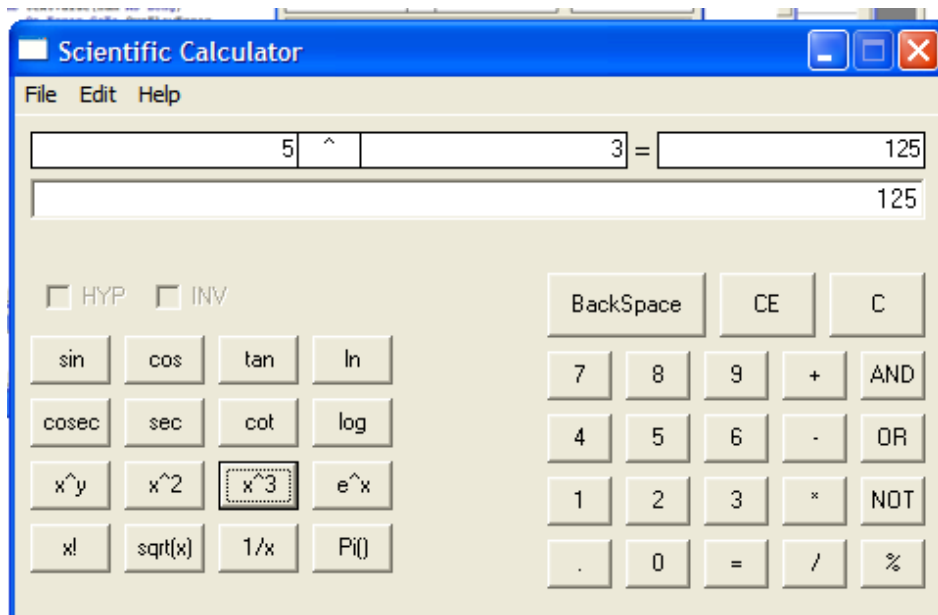 Scientific Calculator
File Edit Help
5 ^ 3 = 125
125
HYP INV
BackSpace CE C
sin cos tan ln
7 8 9 + AND
cosec sec cot log
4 5 6 - OR
x^y x^2 x^3 e^x
1 2 3 * NOT
x! sqrt(x) 1/x Pi()
. 0 = / %